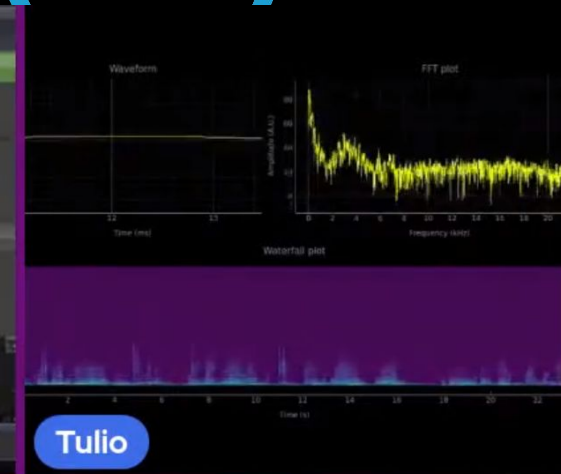 Waveform
FFT plot
Amplitude (A.U.)
12
15
0 2 4 6 8 10 12 14 16 18 20
Time (ms)
Frequency (kHz)
Waterfall plot
2 4 6 8 10 12 14 16 18 20 22
Time (s)
Tulio